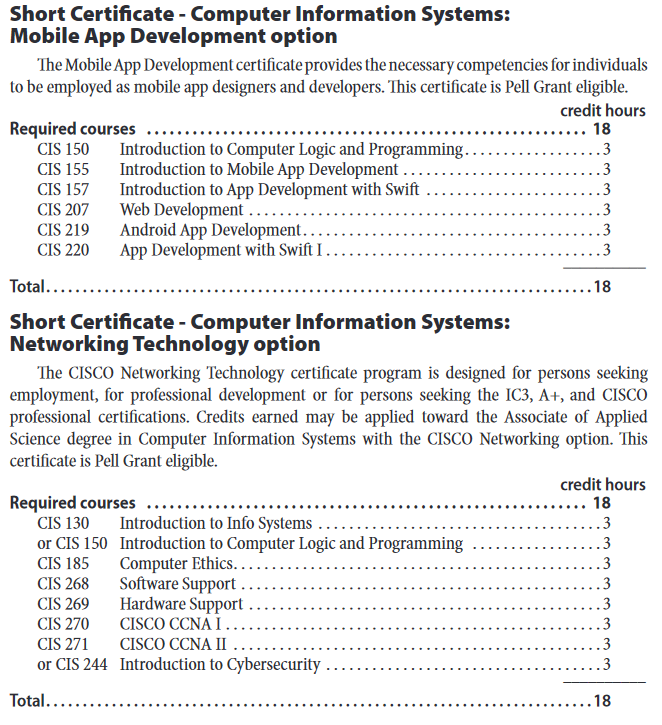 Short Certificate - Computer Information Systems:
Mobile App Development option
The Mobile App Development certificate provides the necessary competencies for individuals
to be employed as mobile app designers and developers. This certificate is Pell Grant eligible.
credit hours
Required courses .......................................................... 18
CIS 150 Introduction to Computer Logic and Programming..................3
CIS 155 Introduction to Mobile App Development ..........................3
CIS 157 Introduction to App Development with Swift .......................3
CIS 207 Web Development ..............................................3
CIS 219 Android App Development.......................................3
CIS 220 App Development with Swift I....................................3
Total.........................................................................18
Short Certificate - Computer Information Systems:
Networking Technology option
The CISCO Networking Technology certificate program is designed for persons seeking
employment, for professional development or for persons seeking the IC3, A+, and CISCO
professional certifications. Credits earned may be applied toward the Associate of Applied
Science degree in Computer Information Systems with the CISCO Networking option. This
certificate is Pell Grant eligible.
credit hours
Required courses .......................................................... 18
CIS 130 Introduction to Info Systems .....................................3
or CIS 150 Introduction to Computer Logic and Programming .................3
CIS 185 Computer Ethics................................................3
CIS 268 Software Support ...............................................3
CIS 269 Hardware Support ..............................................3
CIS 270 CISCO CCNA I.................................................3
CIS 271 CISCO CCNA II ................................................3
or CIS 244 Introduction to Cybersecurity ....................................3
Total.........................................................................18